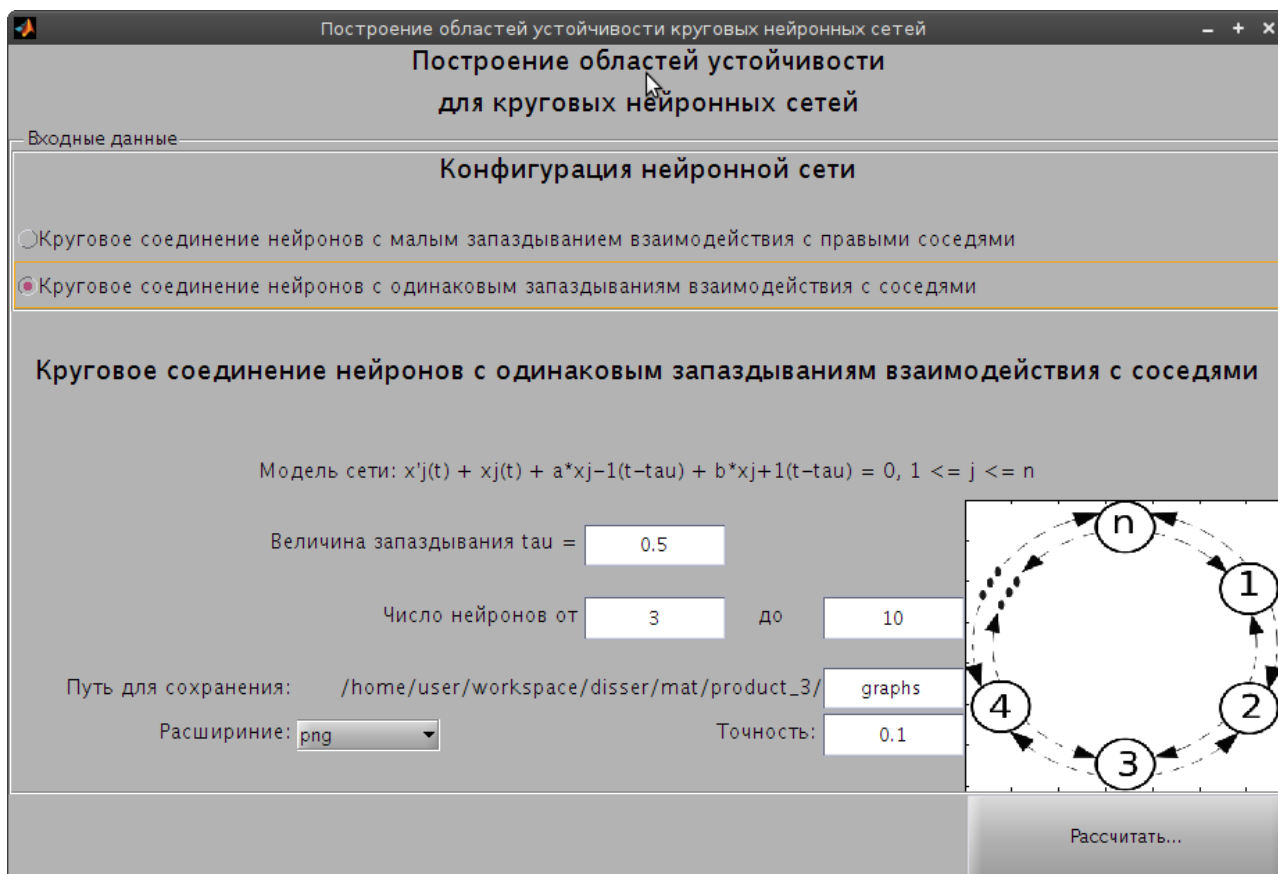 Построение областей устойчивости круговых нейронных сетей
Построение областей устойчивости
для круговых нейронных сетей
Входные данные
Конфигурация нейронной сети
Круговое соединение нейронов с малым запаздыванием взаимодействия с правыми соседями
Круговое соединение нейронов с одинаковым запаздываниям взаимодействия с соседями
Круговое соединение нейронов с одинаковым запаздываниям взаимодействия с соседями
Модель сети: x'j(t) + xj(t) + a*xj-1(t-tau) + b*xj+1(t-tau) = 0, 1 <= j <= n
Величина запаздывания tau = 0.5
Число нейронов от 3 до 10
Путь для сохранения: /home/user/workspace/disser/mat/product_3/ graphs
Расширине: png Точность: 0.1
n
1
2
3
4
Рассчитать...